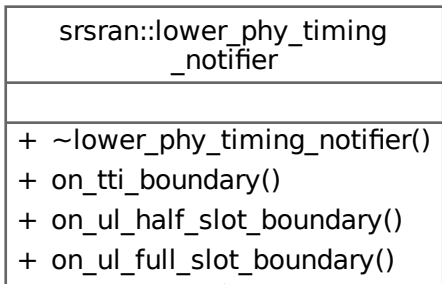 srsran::lower_phy_timing
_notifier
+ ~lower_phy_timing_notifier()
+ on_tti_boundary()
+ on_ul_half_slot_boundary()
+ on_ul_full_slot_boundary()